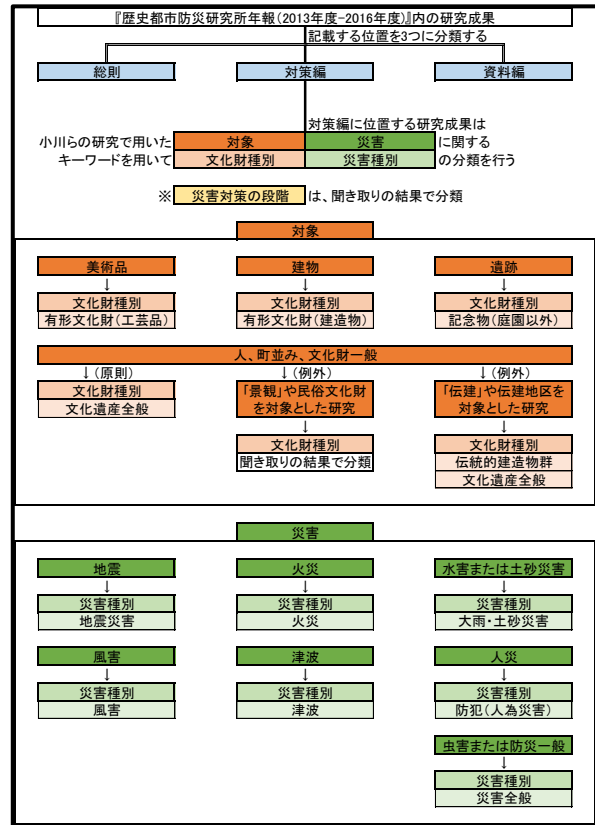 『歴史都市防災研究所年報(2013年度-2016年度)』内の研究成果
記載する位置を3つに分類する
総則
対策編
資料編
対策編に位置する研究成果は
小川らの研究で用いた
対象
災害
に関する
キーワードを用いて
文化財種別
災害種別
の分類を行う
※
災害対策の段階
は、聞き取りの結果で分類
対象
美術品
建物
遺跡
↓
↓
↓
文化財種別
文化財種別
文化財種別
有形文化財(工芸品)
有形文化財(建造物)
記念物(庭園以外)
人、町並み、文化財一般
↓(原則)
↓(例外)
↓(例外)
文化財種別
文化遺産全般
「景観」や民俗文化財
を対象とした研究
「伝建」や伝建地区を
対象とした研究
↓
↓
文化財種別
聞き取りの結果で分類
文化財種別
伝統的建造物群
文化遺産全般
災害
地震
火災
水害または土砂災害
↓
↓
↓
災害種別
災害種別
災害種別
地震災害
火災
大雨・土砂災害
風害
津波
人災
↓
↓
↓
災害種別
災害種別
災害種別
風害
津波
防犯(人為災害)
虫害または防災一般
↓
災害種別
災害全般